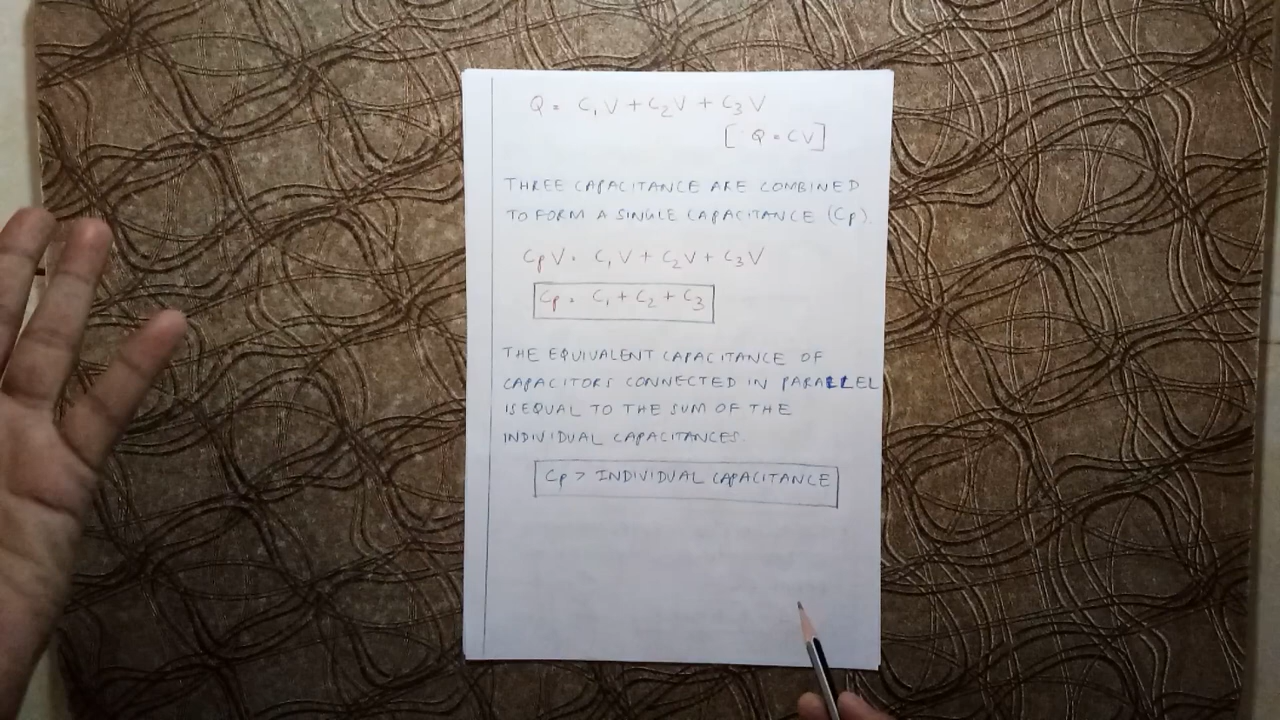 Q = C₁V + C₂V + C₃V
[∵ Q = CV]
THREE CAPACITANCE ARE COMBINED
TO FORM A SINGLE CAPACITANCE (Cp).
CpV = C₁V + C₂V + C₃V
Cp = C₁ + C₂ + C₃
THE EQUIVALENT CAPACITANCE OF
CAPACITORS CONNECTED IN PARALLEL
IS EQUAL TO THE SUM OF THE
INDIVIDUAL CAPACITANCES.
Cp > INDIVIDUAL CAPACITANCE